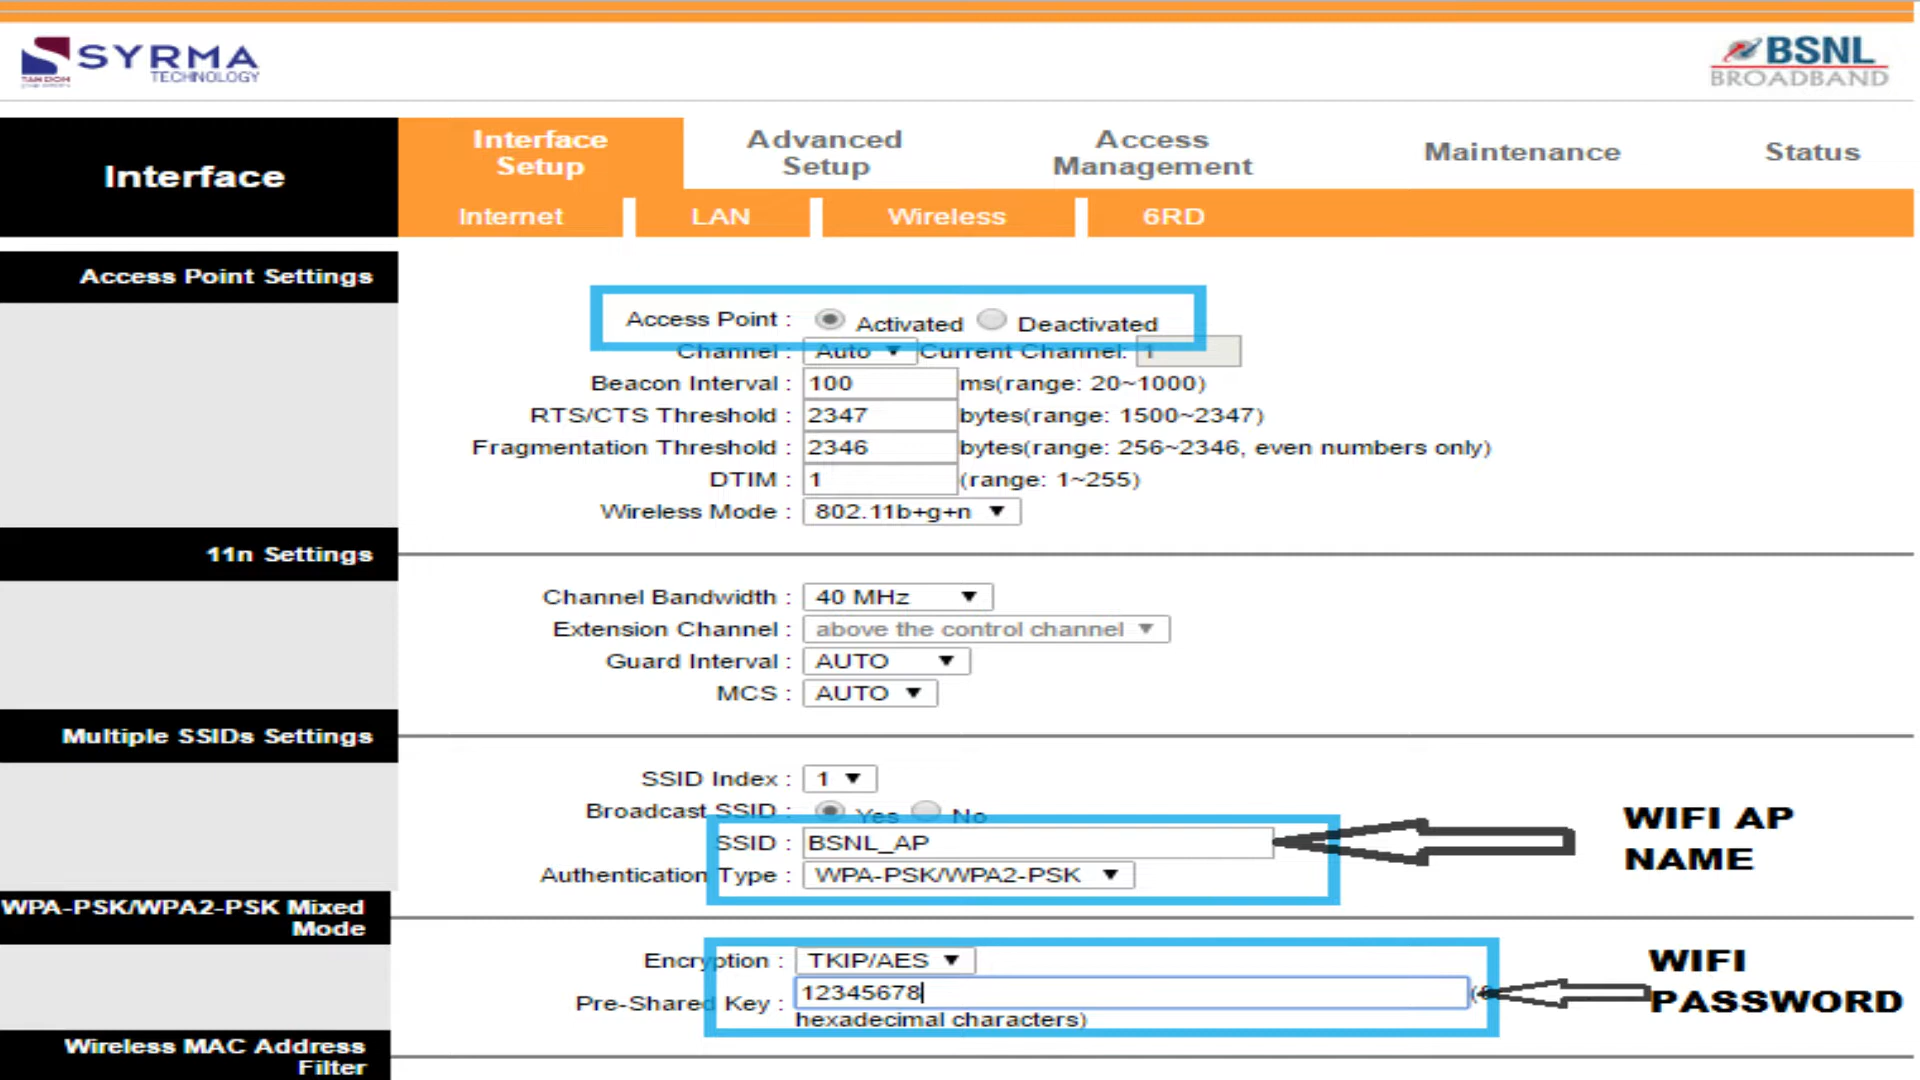 SYRMA
TECHNOLOGY
BSNL
BROADBAND
Interface
Interface Setup
Advanced Setup
Access Management
Maintenance
Status
Internet
LAN
Wireless
6RD
Access Point Settings
Access Point : Activated Deactivated
Channel : Auto Current Channel: 1
Beacon Interval : 100 ms(range: 20~1000)
RTS/CTS Threshold : 2347 bytes(range: 1500~2347)
Fragmentation Threshold : 2346 bytes(range: 256~2346, even numbers only)
DTIM : 1 (range: 1~255)
Wireless Mode : 802.11b+g+n
11n Settings
Channel Bandwidth : 40 MHz
Extension Channel : above the control channel
Guard Interval : AUTO
MCS : AUTO
Multiple SSIDs Settings
SSID Index : 1
Broadcast SSID : Yes No
SSID : BSNL_AP
Authentication Type : WPA-PSK/WPA2-PSK
WIFI AP
NAME
WPA-PSK/WPA2-PSK Mixed
Mode
Encryption : TKIP/AES
Pre-Shared Key : 12345678
hexadecimal characters)
WIFI
PASSWORD
Wireless MAC Address
Filter